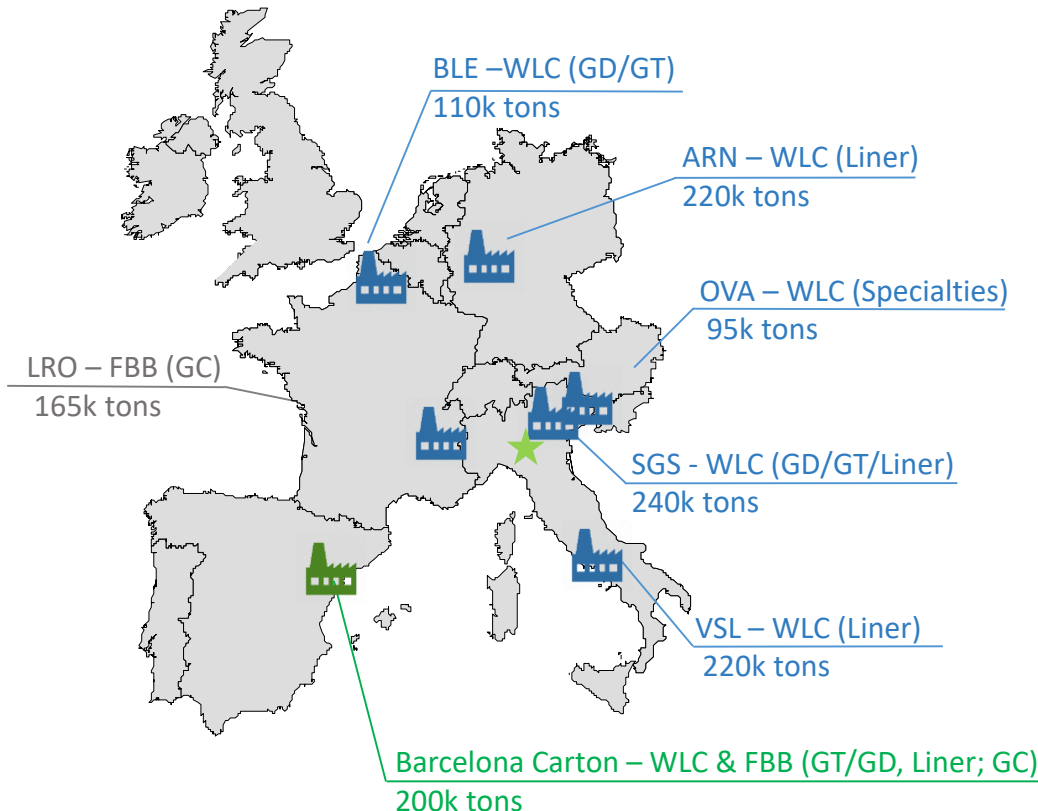 BLE –WLC (GD/GT)
110k tons
ARN – WLC (Liner)
220k tons
OVA – WLC (Specialties)
95k tons
LRO – FBB (GC)
165k tons
SGS - WLC (GD/GT/Liner)
240k tons
VSL – WLC (Liner)
220k tons
Barcelona Carton – WLC & FBB (GT/GD, Liner; GC)
200k tons